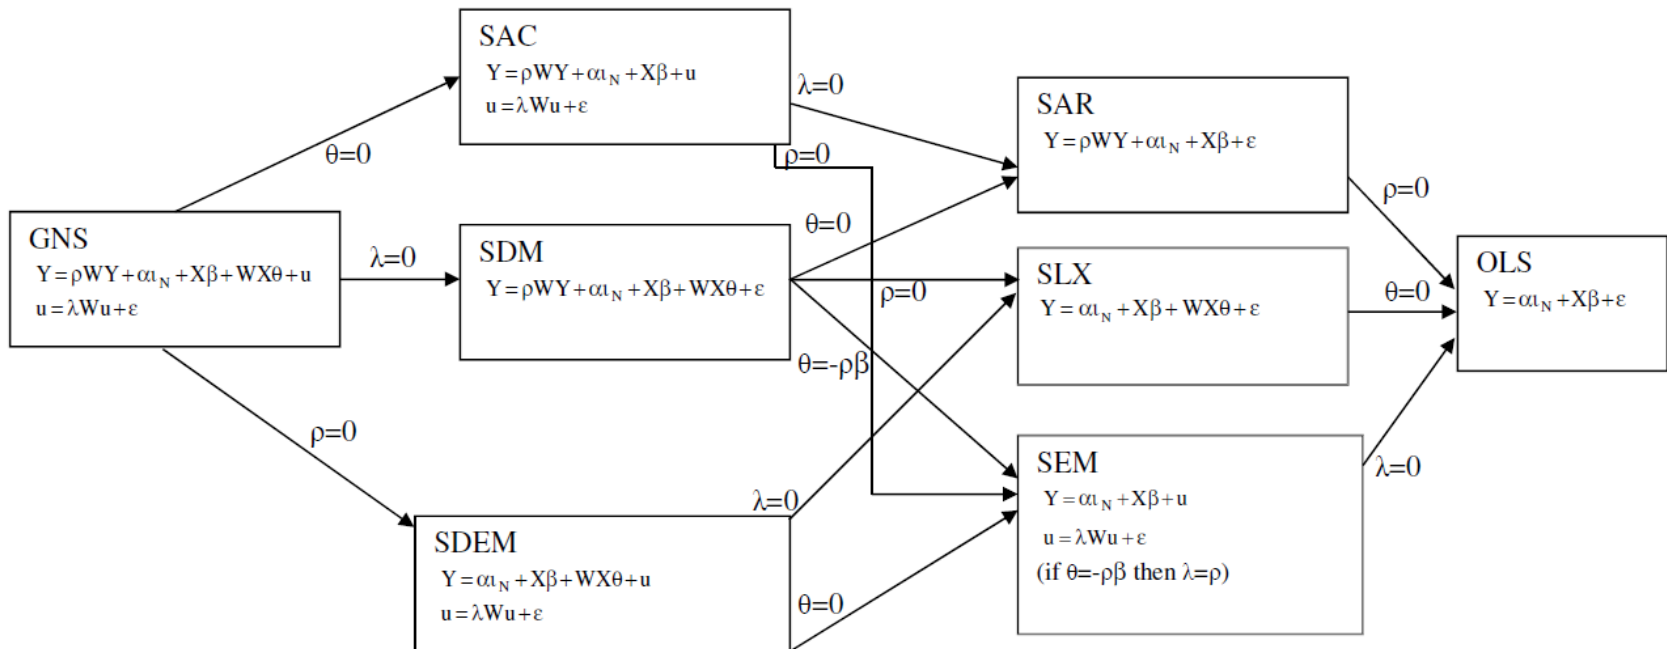 SAC
Y = ρWY + αι_N + Xβ + u
u = λWu + ε
θ=0
λ=0
ρ=0
GNS
Y = ρWY + αι_N + Xβ + WXθ + u
u = λWu + ε
λ=0
SDM
Y = ρWY + αι_N + Xβ + WXθ + ε
θ=0
ρ=0
θ=-ρβ
ρ=0
SDEM
Y = αι_N + Xβ + WXθ + u
u = λWu + ε
λ=0
θ=0
SAR
Y = ρWY + αι_N + Xβ + ε
ρ=0
SLX
Y = αι_N + Xβ + WXθ + ε
θ=0
SEM
Y = αι_N + Xβ + u
u = λWu + ε
(if θ=-ρβ then λ=ρ)
λ=0
OLS
Y = αι_N + Xβ + ε